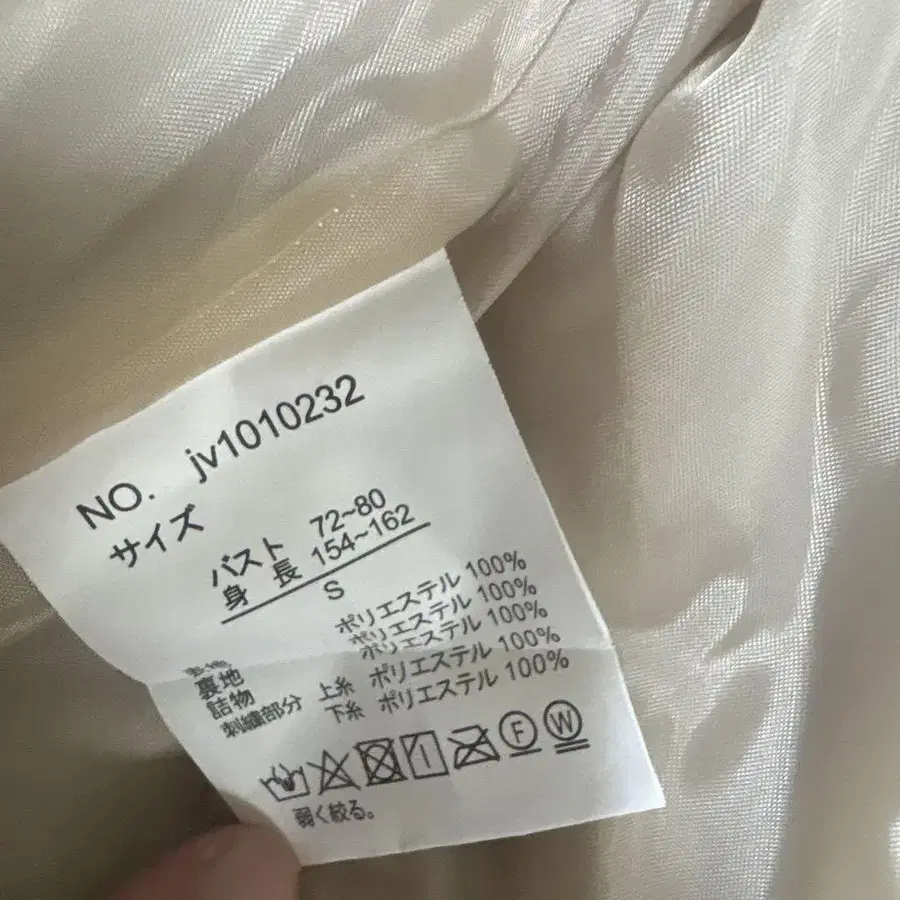 NO. jv1010232
サイズ
バスト 72~80
身 長 154~162
S
表地 ポリエステル 100%
裏地 ポリエステル 100%
詰物 ポリエステル 100%
刺繍部分 上糸 ポリエステル 100%
下糸 ポリエステル 100%
F W
弱く絞る。